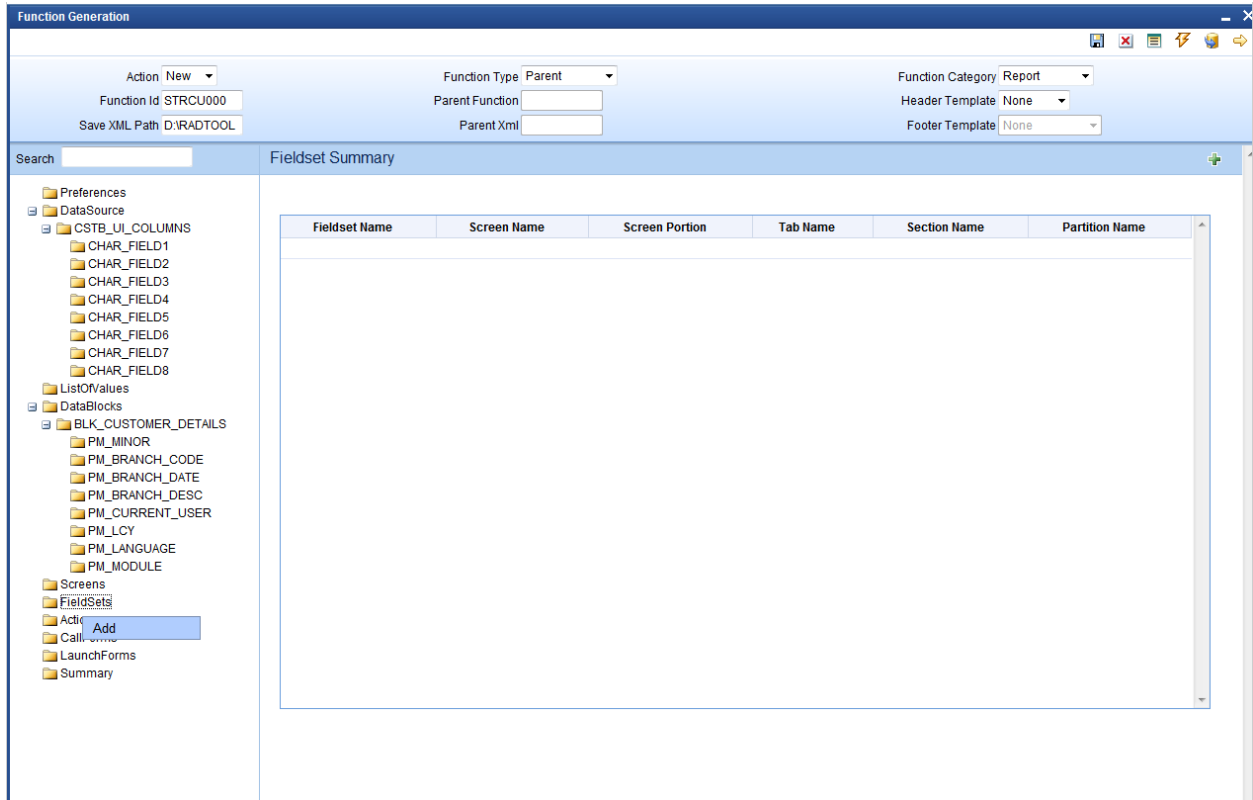 Function Generation
Action New Function Type Parent Function Category Report
Function Id STRCU000 Parent Function Header Template None
Save XML Path D:\RADTOOL Parent Xml Footer Template None
Search Fieldset Summary
Preferences
DataSource
CSTB_UI_COLUMNS
CHAR_FIELD1
CHAR_FIELD2
CHAR_FIELD3
CHAR_FIELD4
CHAR_FIELD5
CHAR_FIELD6
CHAR_FIELD7
CHAR_FIELD8
ListOfValues
DataBlocks
BLK_CUSTOMER_DETAILS
PM_MINOR
PM_BRANCH_CODE
PM_BRANCH_DATE
PM_BRANCH_DESC
PM_CURRENT_USER
PM_LCY
PM_LANGUAGE
PM_MODULE
Screens
FieldSets
Add
LaunchForms
Summary
Fieldset Name Screen Name Screen Portion Tab Name Section Name Partition Name